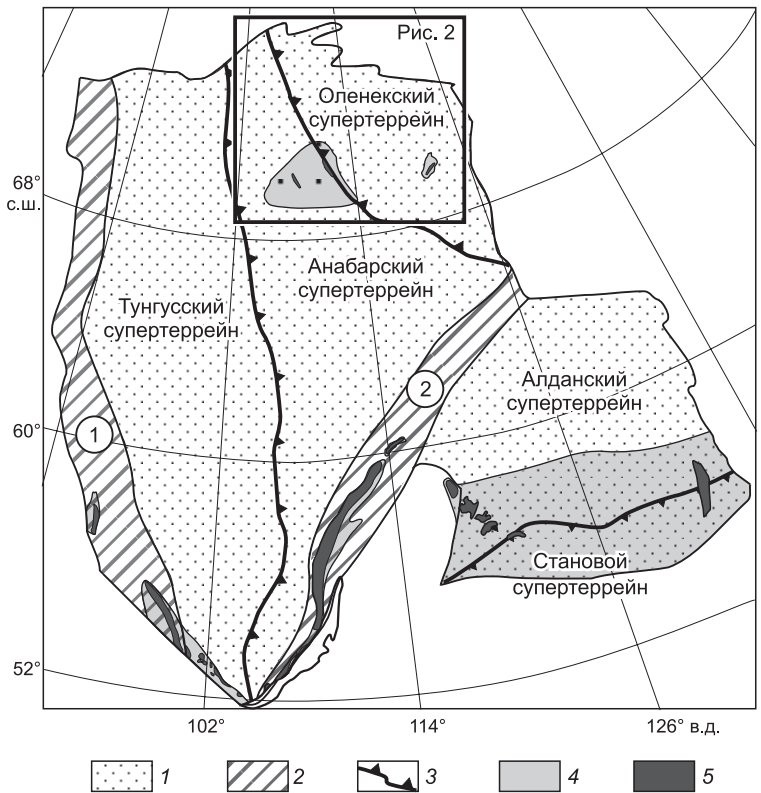 Рис. 2
Оленекский
супертеррейн
68°
с.ш.
Анабарский
супертеррейн
Тунгусский
супертеррейн
2
Алданский
супертеррейн
60°
1
Становой
супертеррейн
52°
102°
114°
126° в.д.
1
2
3
4
5